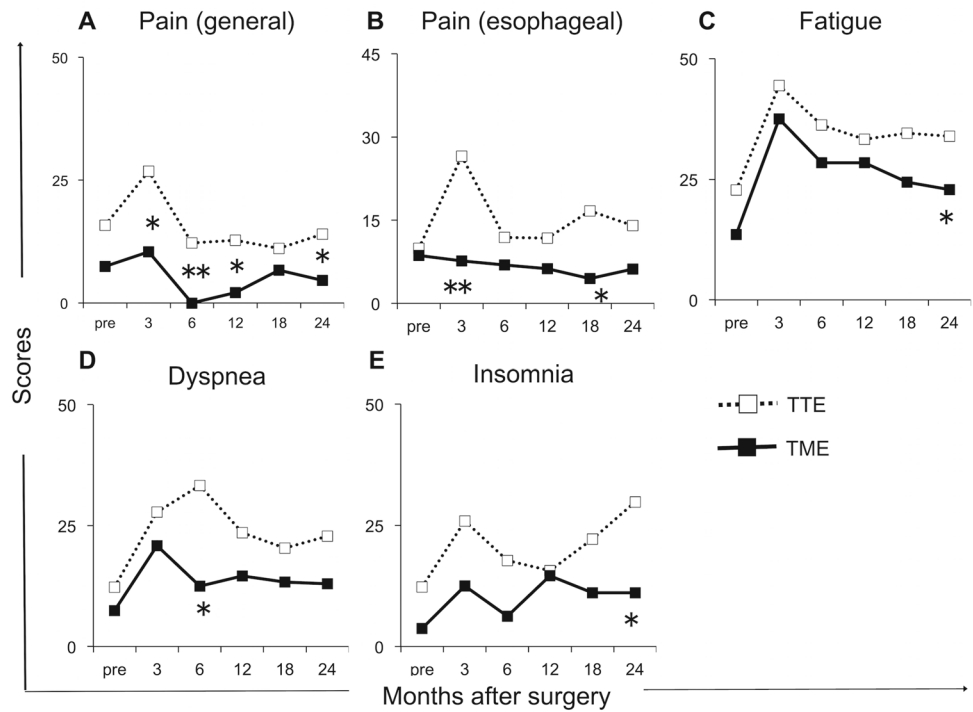 A Pain (general)
50
25
0
pre 3 6 12 18 24
* ** * *
B Pain (esophageal)
45
30
15
0
pre 3 6 12 18 24
** *
C Fatigue
50
25
0
pre 3 6 12 18 24
*
Scores
D Dyspnea
50
25
0
pre 3 6 12 18 24
*
E Insomnia
50
25
0
pre 3 6 12 18 24
*
TTE
TME
Months after surgery